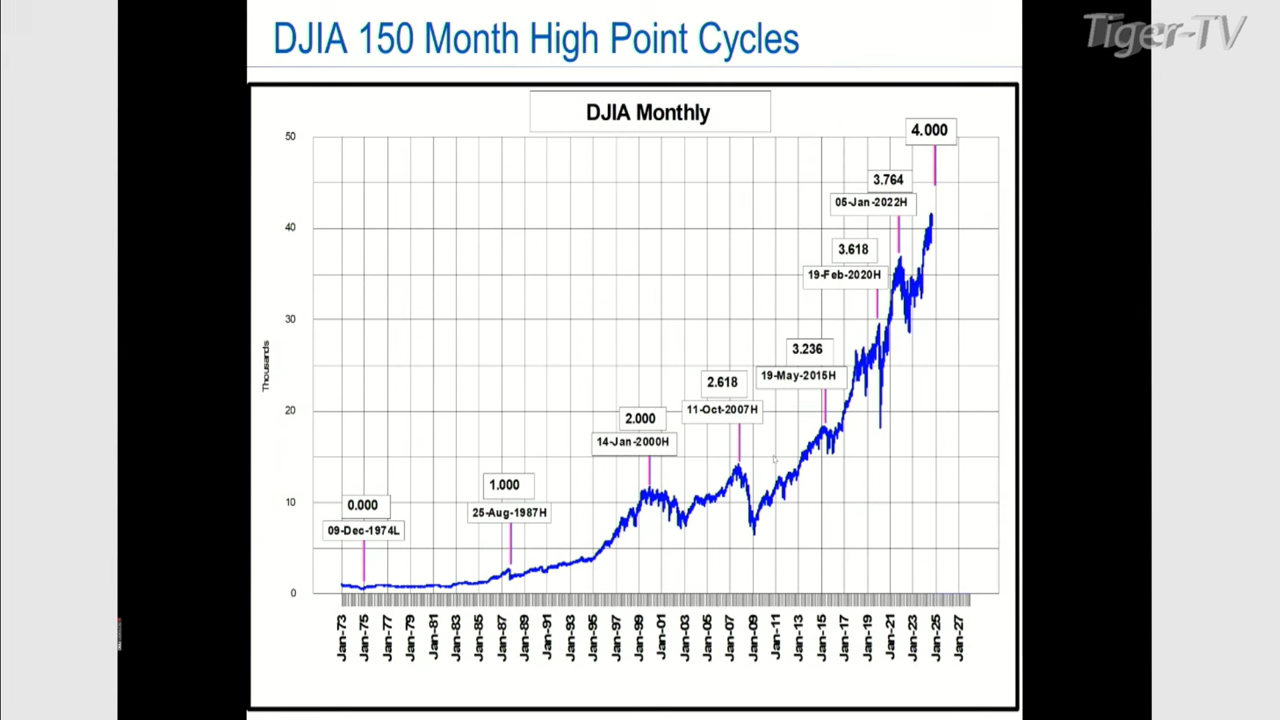 DJIA 150 Month High Point Cycles
Tiger-TV
DJIA Monthly
50
40
30
20
10
0
Thousands
0.000
09-Dec-1974L
1.000
25-Aug-1987H
2.000
14-Jan-2000H
2.618
11-Oct-2007H
3.236
19-May-2015H
3.618
19-Feb-2020H
3.764
05-Jan-2022H
4.000
Jan-73
Jan-75
Jan-77
Jan-79
Jan-81
Jan-83
Jan-85
Jan-87
Jan-89
Jan-91
Jan-93
Jan-95
Jan-97
Jan-99
Jan-01
Jan-03
Jan-05
Jan-07
Jan-09
Jan-11
Jan-13
Jan-15
Jan-17
Jan-19
Jan-21
Jan-23
Jan-25
Jan-27